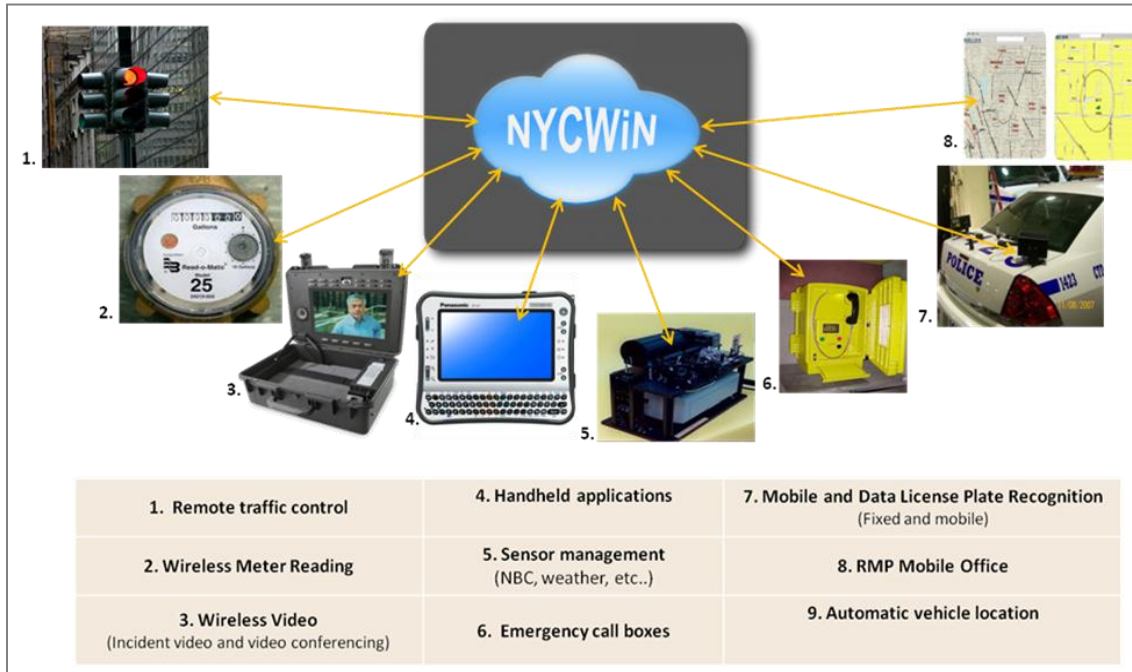 NYCWiN
1.
8.
Gallons
Read-o-Matic
25
2.
POLICE
1423
7.
3.
Panasonic
4.
5.
6.
1. Remote traffic control
4. Handheld applications
7. Mobile and Data License Plate Recognition
(Fixed and mobile)
2. Wireless Meter Reading
5. Sensor management
(NBC, weather, etc..)
8. RMP Mobile Office
3. Wireless Video
(Incident video and video conferencing)
6. Emergency call boxes
9. Automatic vehicle location